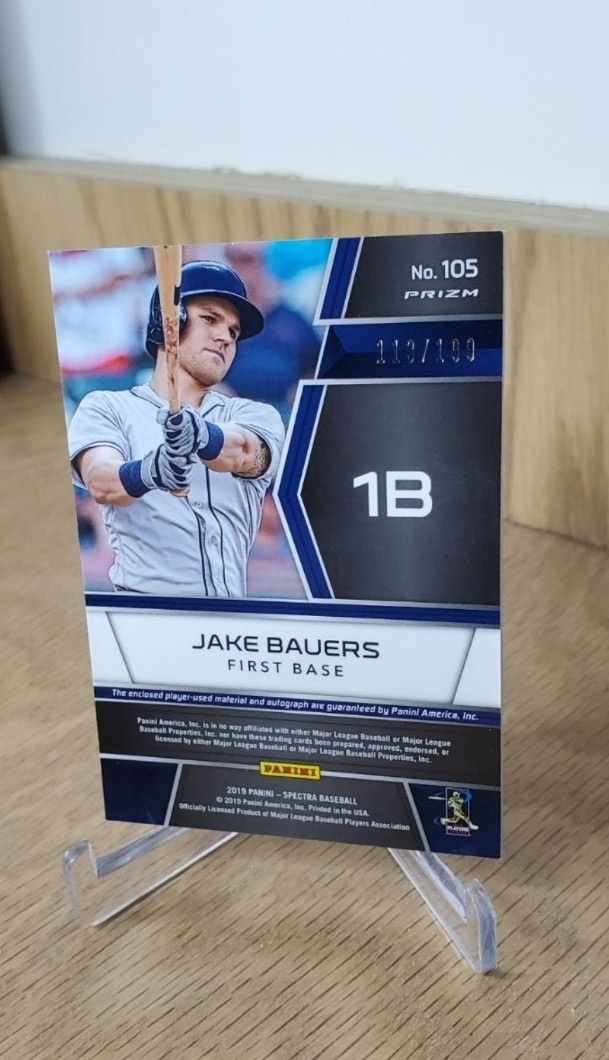 No. 105
PRIZM
113/199
1B
JAKE BAUERS
FIRST BASE
The enclosed player-used material and autograph are guaranteed by Panini America, Inc.
Panini America, Inc. is in no way affiliated with either Major League Baseball or Major League
Baseball Properties, Inc. nor have these trading cards been prepared, approved, endorsed, or
licensed by either Major League Baseball or Major League Baseball Properties, Inc.
PANINI
2019 PANINI – SPECTRA BASEBALL
© 2019 Panini America, Inc. Printed in the USA.
Officially Licensed Product of Major League Baseball Players Association
PLAYERS